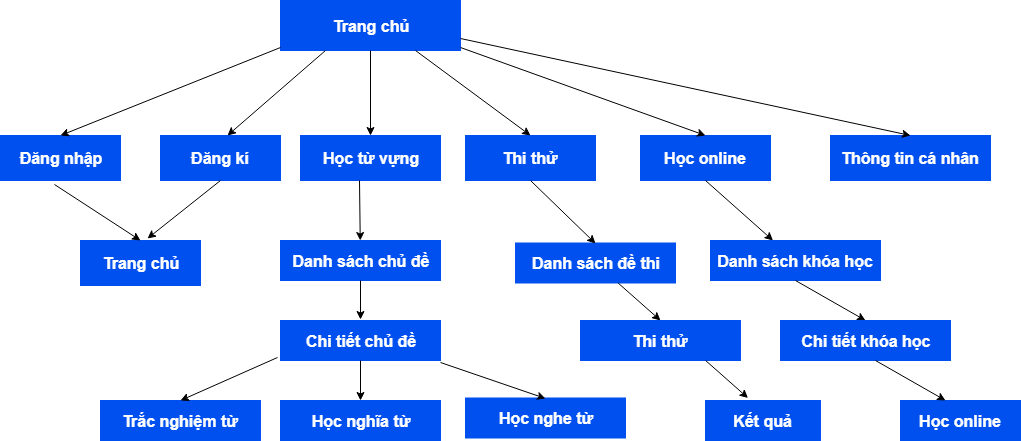 Trang chủ
Đăng nhập
Đăng kí
Học từ vựng
Thi thử
Học online
Thông tin cá nhân
Trang chủ
Danh sách chủ đề
Danh sách đề thi
Danh sách khóa học
Chi tiết chủ đề
Thi thử
Chi tiết khóa học
Trắc nghiệm từ
Học nghĩa từ
Học nghe từ
Kết quả
Học online